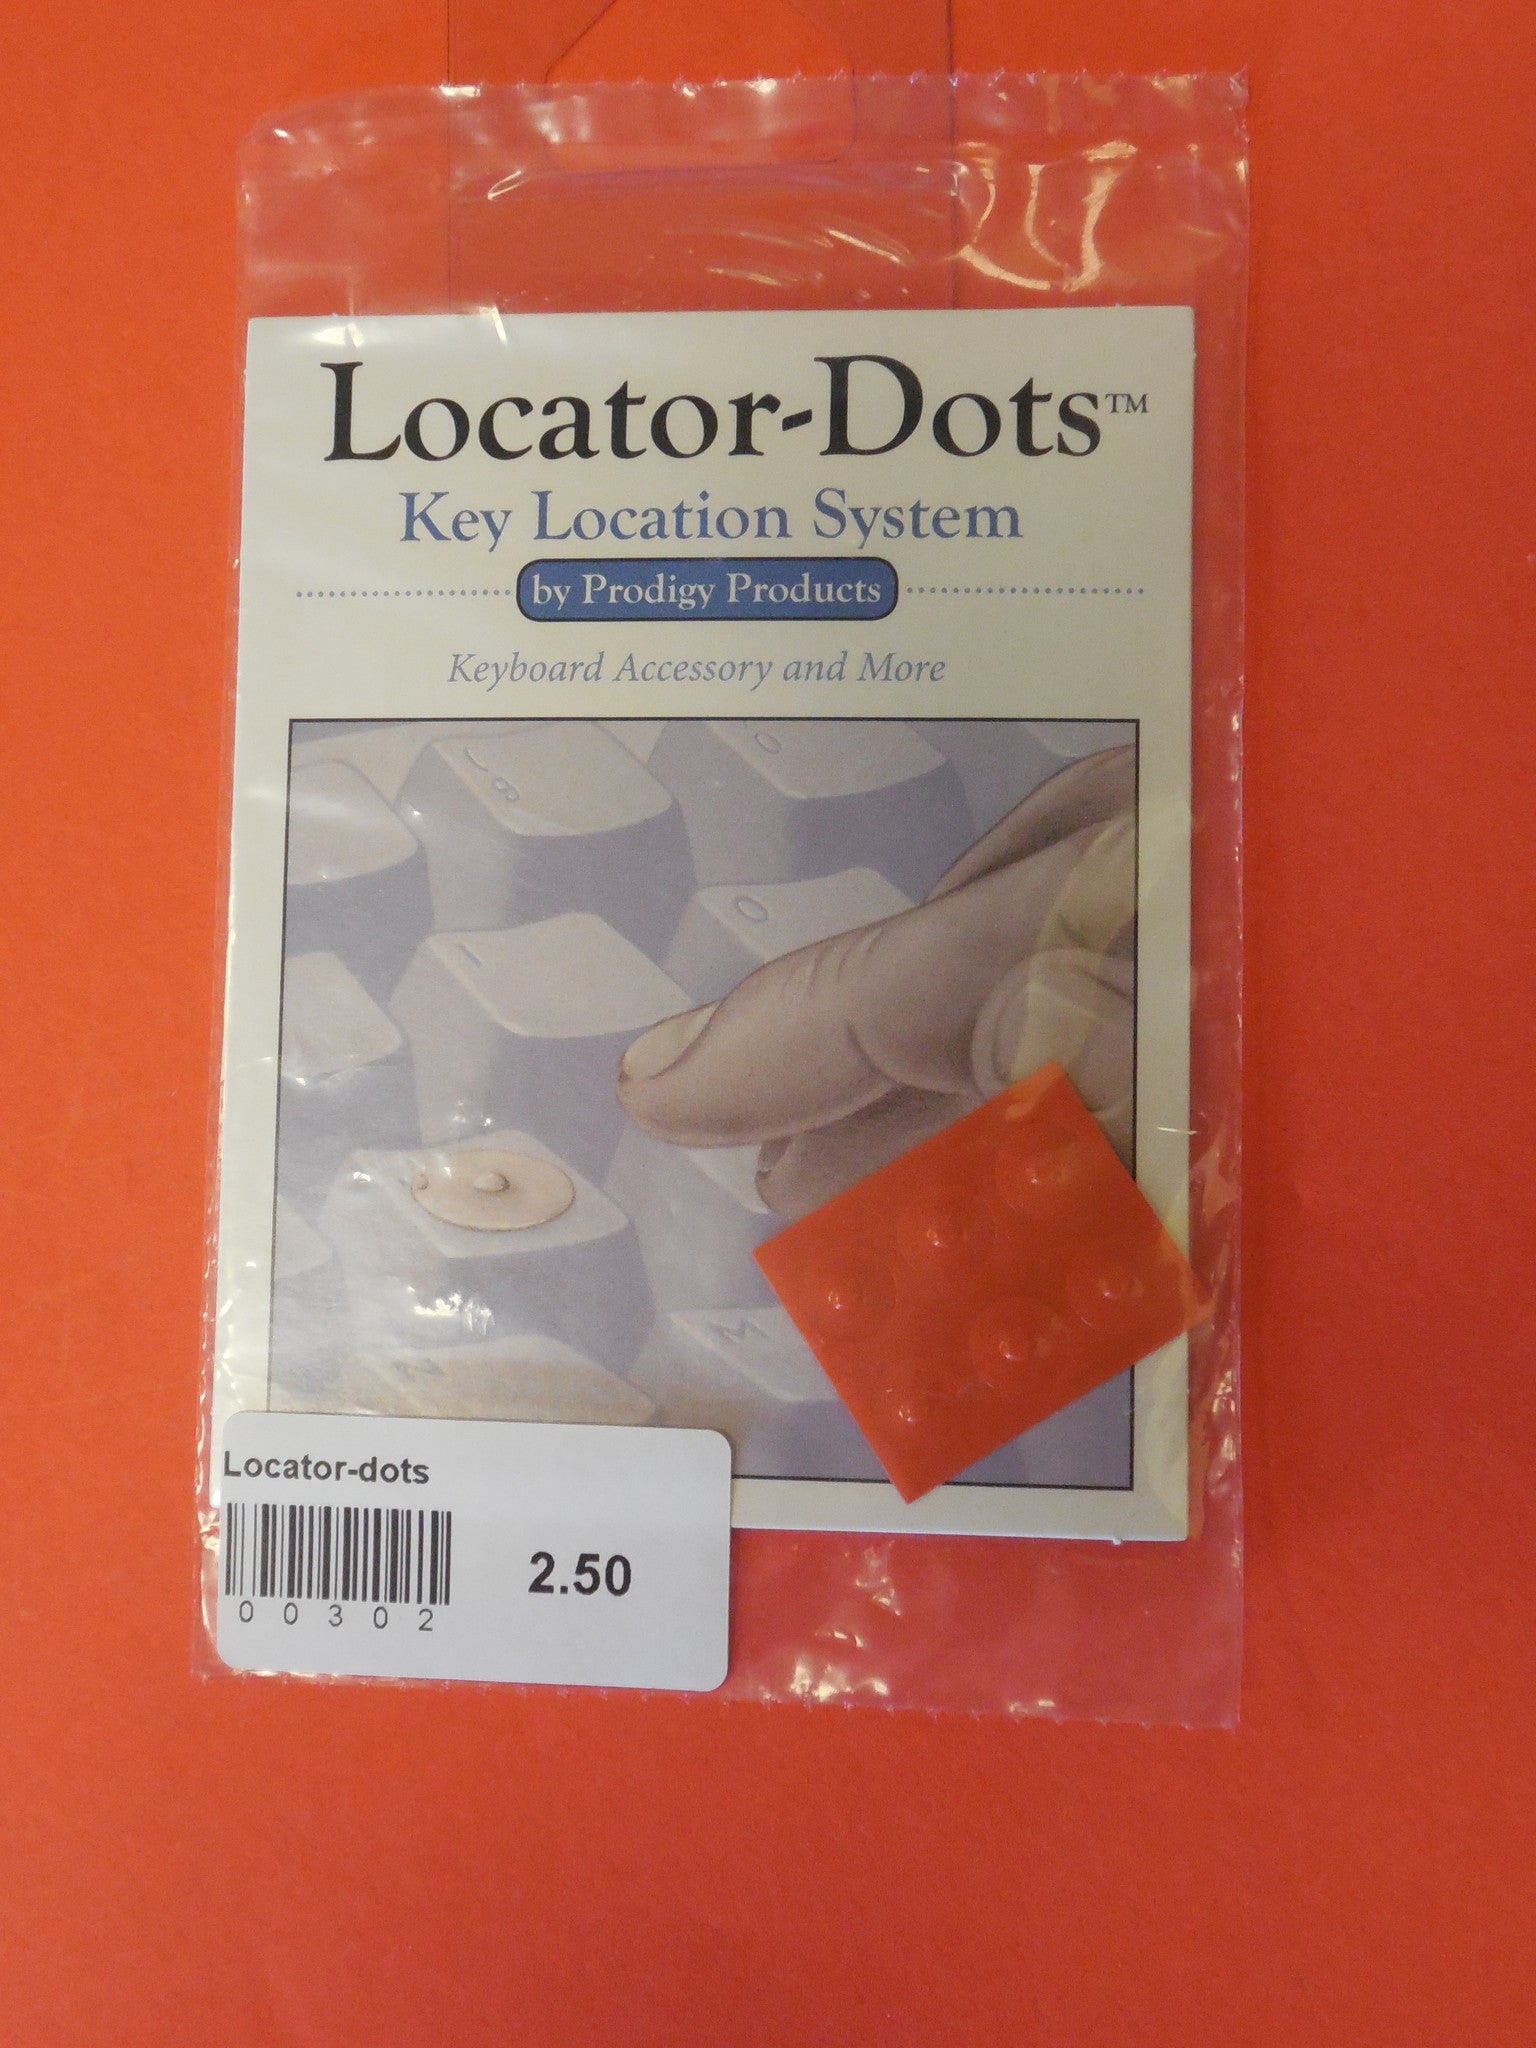 Locator-Dots™
Key Location System
by Prodigy Products
Keyboard Accessory and More
O
M
N
Locator-dots
2.50
00302